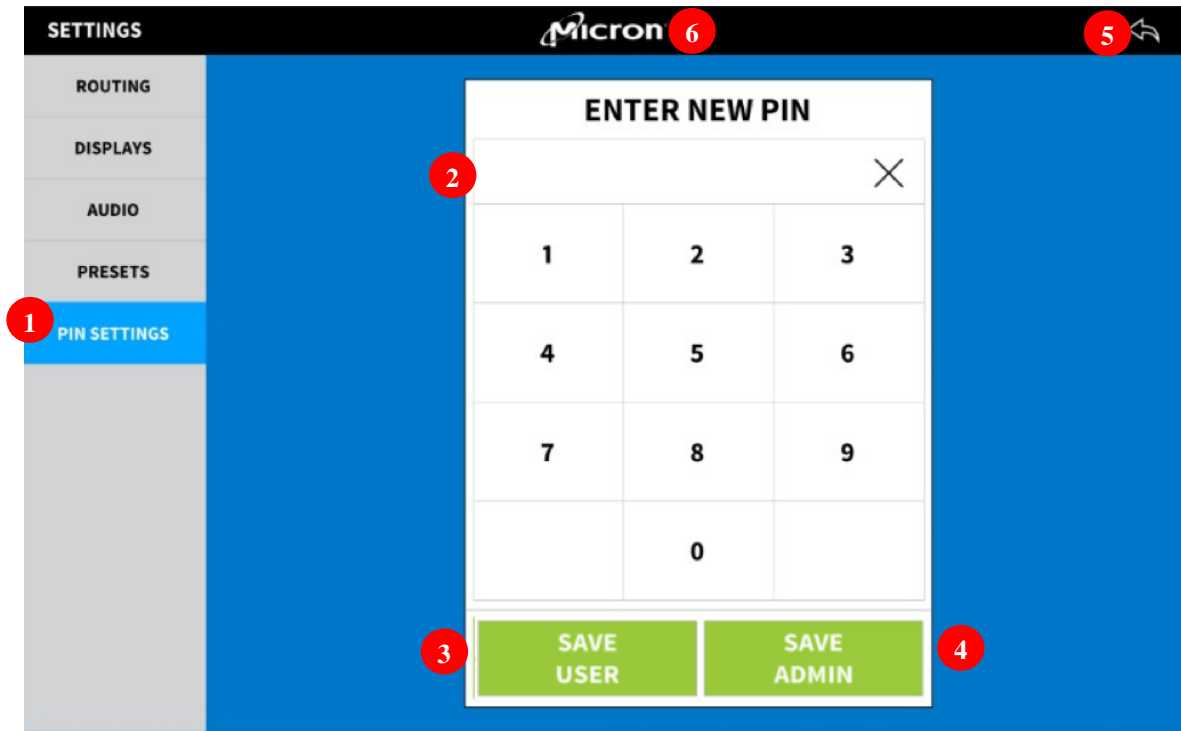 SETTINGS
Micron
6
5
ROUTING
DISPLAYS
AUDIO
PRESETS
1
PIN SETTINGS
ENTER NEW PIN
2
1 2 3
4 5 6
7 8 9
0
3
SAVE
USER
SAVE
ADMIN
4